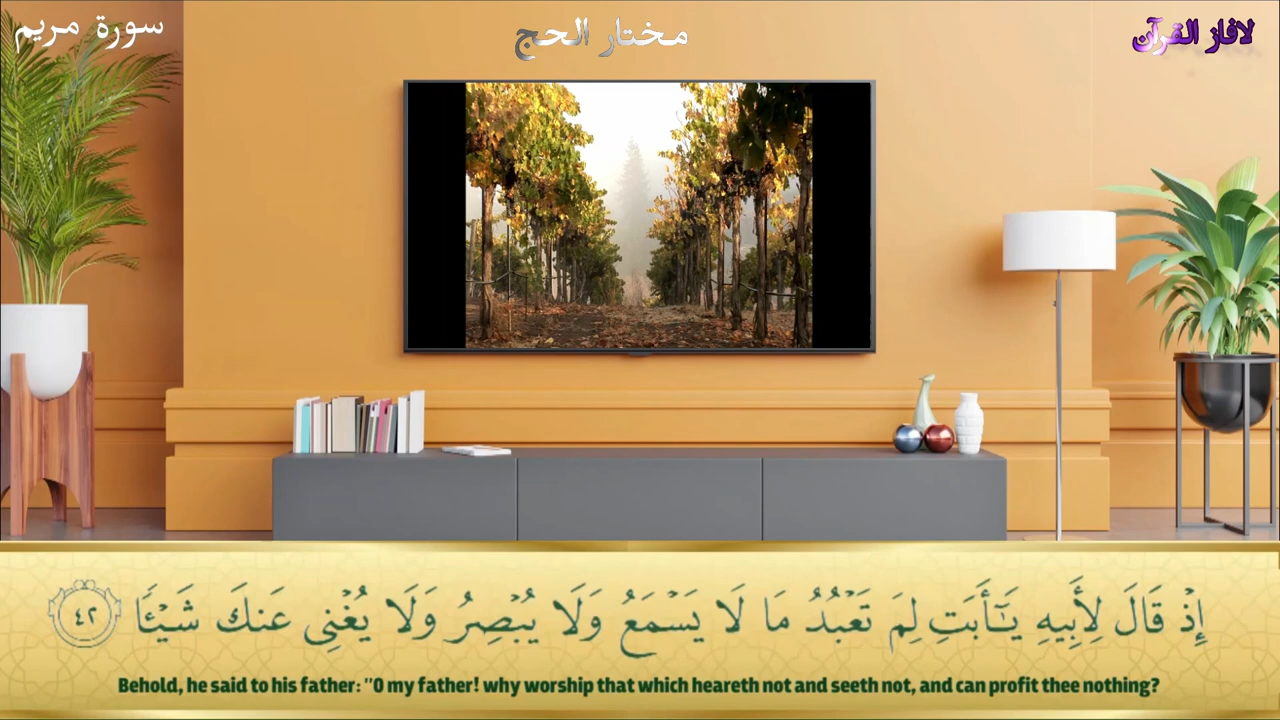 سورة مريم
مختار الحج
لافاز القرآن
إِذْ قَالَ لِأَبِيهِ يَـٰٓأَبَتِ لِمَ تَعْبُدُ مَا لَا يَسْمَعُ وَلَا يُبْصِرُ وَلَا يُغْنِى عَنكَ شَيْـًٔا ٤٢
Behold, he said to his father: "O my father! why worship that which heareth not and seeth not, and can profit thee nothing?